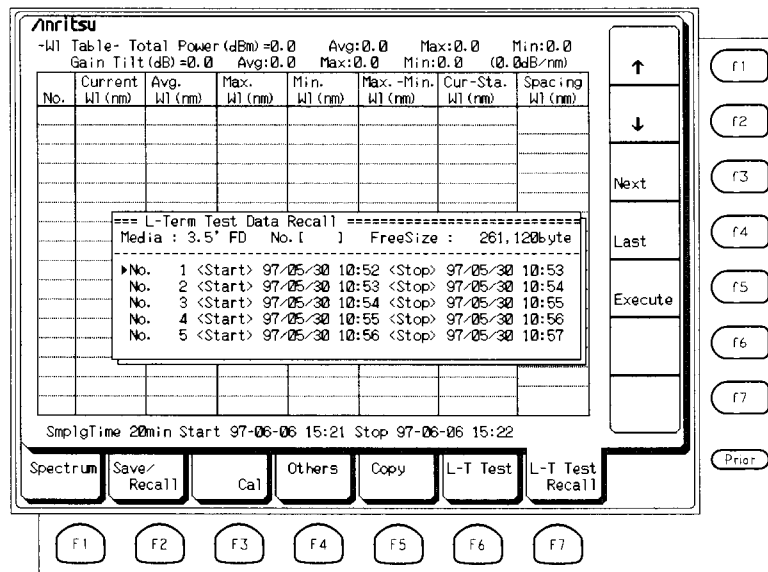 Anritsu
-Wl Table- Total Power(dBm)=0.0 Avg:0.0 Max:0.0 Min:0.0
Gain Tilt(dB)=0.0 Avg:0.0 Max:0.0 Min:0.0 (0.0dB/nm)
No. Current Wl(nm) Avg. Wl(nm) Max. Wl(nm) Min. Wl(nm) Max.-Min. Wl(nm) Cur-Sta. Wl(nm) Spacing Wl(nm)
=== L-Term Test Data Recall ===========================
Media : 3.5" FD No.[ ] FreeSize : 261,120byte
-------------------------------------------------------
▶No. 1 <Start> 97/05/30 10:52 <Stop> 97/05/30 10:53
No. 2 <Start> 97/05/30 10:53 <Stop> 97/05/30 10:54
No. 3 <Start> 97/05/30 10:54 <Stop> 97/05/30 10:55
No. 4 <Start> 97/05/30 10:55 <Stop> 97/05/30 10:56
No. 5 <Start> 97/05/30 10:56 <Stop> 97/05/30 10:57
SmplgTime 20min Start 97-06-06 15:21 Stop 97-06-06 15:22
↑
↓
Next
Last
Execute
f1
f2
f3
f4
f5
f6
f7
Prior
Spectrum
Save/
Recall
Cal
Others
Copy
L-T Test
L-T Test
Recall
F1
F2
F3
F4
F5
F6
F7